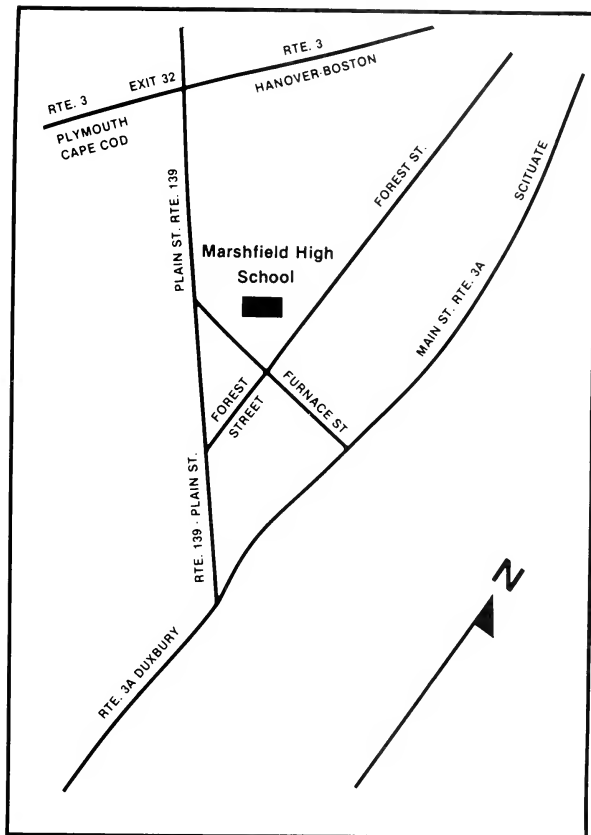 RTE. 3
EXIT 32
RTE. 3
HANOVER-BOSTON
PLYMOUTH
CAPE COD
PLAIN ST. RTE. 139
FOREST ST.
SCITUATE
Marshfield High
School
MAIN ST. RTE. 3A
FOREST
STREET
FURNACE ST
RTE. 139 - PLAIN ST.
N
RTE. 3A DUXBURY